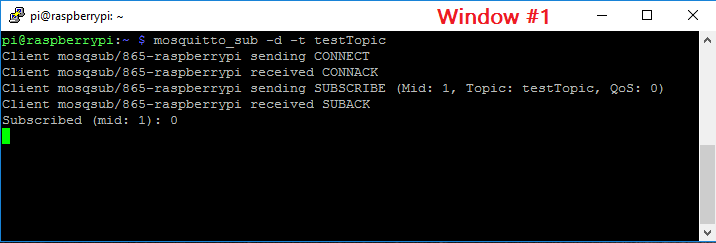 pi@raspberrypi: ~
Window #1
pi@raspberrypi:~ $ mosquitto_sub -d -t testTopic
Client mosqsub/865-raspberrypi sending CONNECT
Client mosqsub/865-raspberrypi received CONNACK
Client mosqsub/865-raspberrypi sending SUBSCRIBE (Mid: 1, Topic: testTopic, QoS: 0)
Client mosqsub/865-raspberrypi received SUBACK
Subscribed (mid: 1): 0